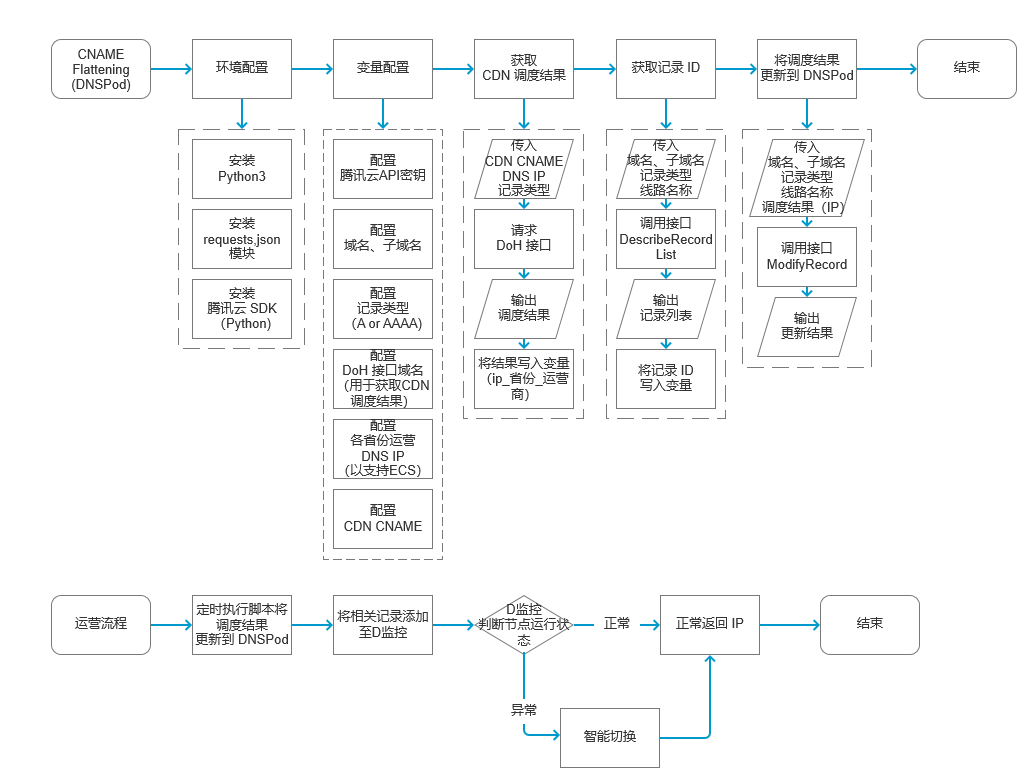 CNAME
Flattening
(DNSPod)
环境配置
变量配置
获取
CDN 调度结果
获取记录 ID
将调度结果
更新到 DNSPod
结束
安装
Python3
安装
requests,json
模块
安装
腾讯云 SDK
（Python)
配置
腾讯云API密钥
配置
域名、子域名
配置
记录类型
（A or AAAA)
配置
DoH 接口域名
（用于获取CDN
调度结果）
配置
各省份运营
DNS IP
（以支持ECS）
配置
CDN CNAME
传入
CDN CNAME
DNS IP
记录类型
请求
DoH 接口
输出
调度结果
将结果写入变量
（ip_省份_运营
商）
传入
域名、子域名
记录类型
线路名称
调用接口
DescribeRecord
List
输出
记录列表
将记录 ID
写入变量
传入
域名、子域名
记录类型
线路名称
调度结果（IP）
调用接口
ModifyRecord
输出
更新结果
运营流程
定时执行脚本将
调度结果
更新到 DNSPod
将相关记录添加
至D监控
D监控
判断节点运行状
态
正常
正常返回 IP
结束
异常
智能切换